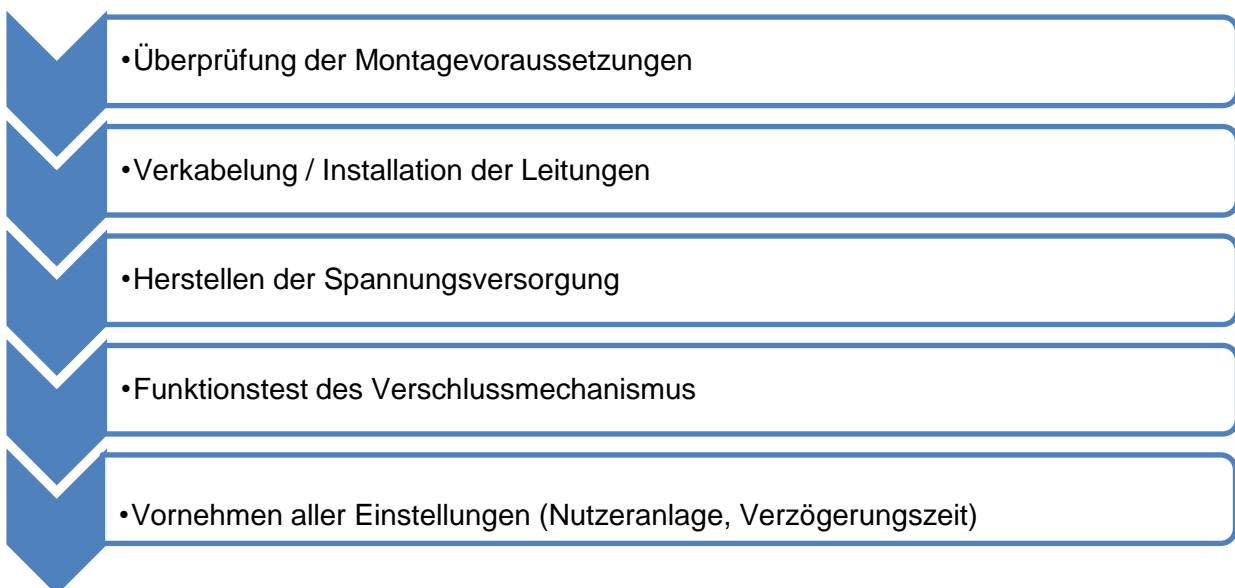 •Überprüfung der Montagevoraussetzungen
•Verkabelung / Installation der Leitungen
•Herstellen der Spannungsversorgung
•Funktionstest des Verschlussmechanismus
•Vornehmen aller Einstellungen (Nutzeranlage, Verzögerungszeit)